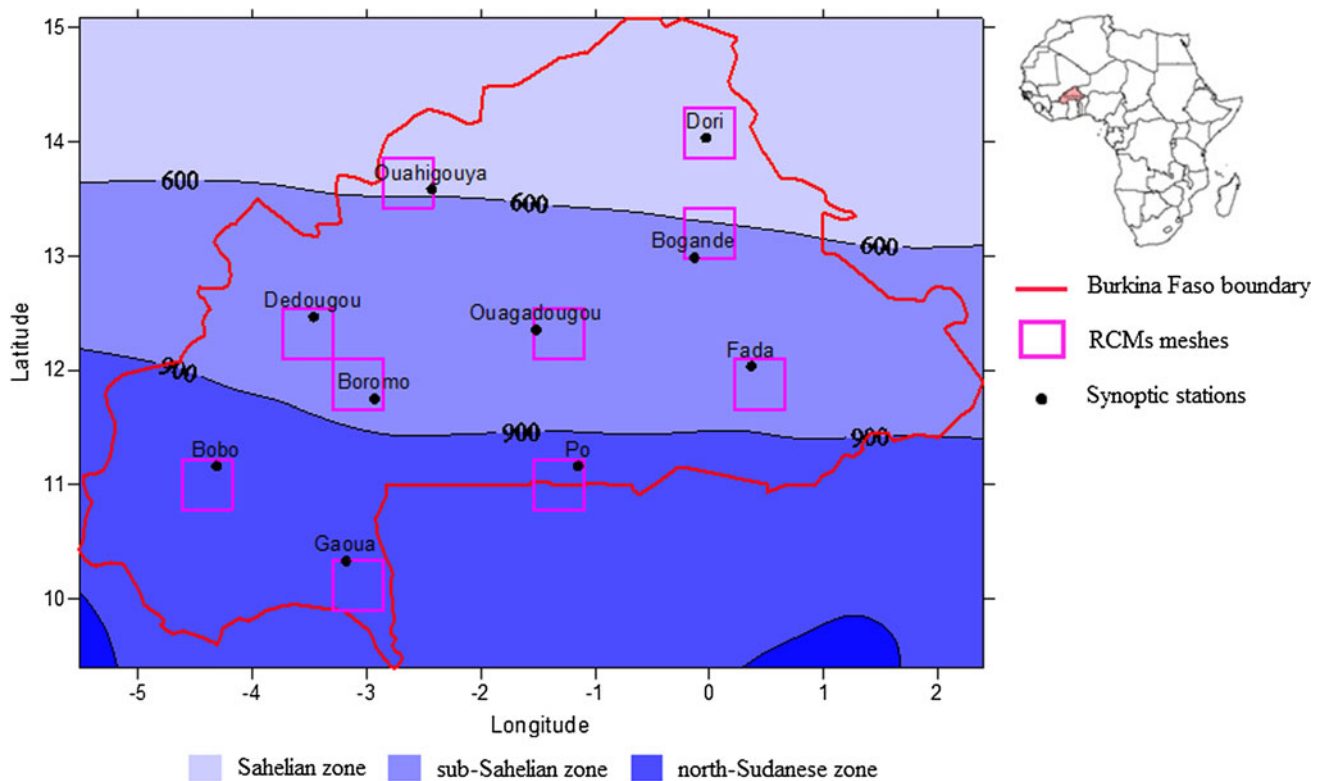 15
14
13
12
11
10
Latitude
-5 -4 -3 -2 -1 0 1 2
Longitude
Dori
Ouahigouya
600
600
600
Bogande
Dedougou
Ouagadougou
Fada
Boromo
900
900
900
Bobo
Po
Gaoua
Burkina Faso boundary
RCMs meshes
Synoptic stations
Sahelian zone
sub-Sahelian zone
north-Sudanese zone